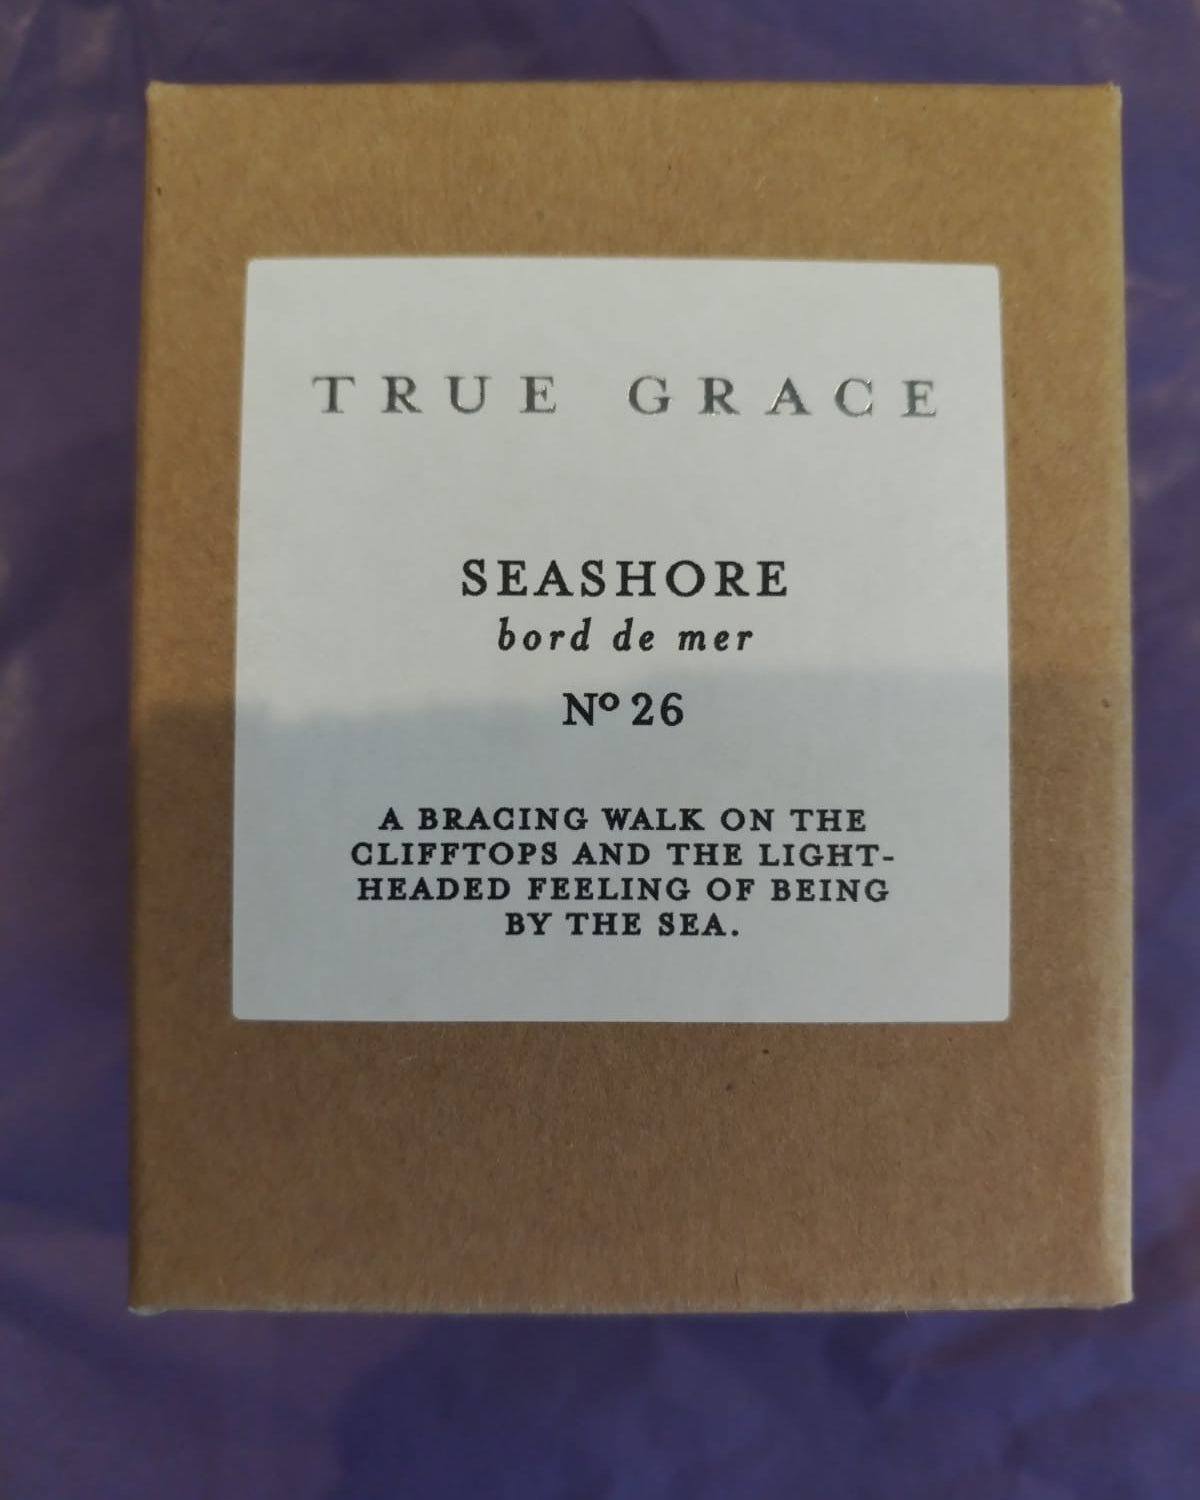 TRUE GRACE
SEASHORE
bord de mer
Nº 26
A BRACING WALK ON THE
CLIFFTOPS AND THE LIGHT-
HEADED FEELING OF BEING
BY THE SEA.